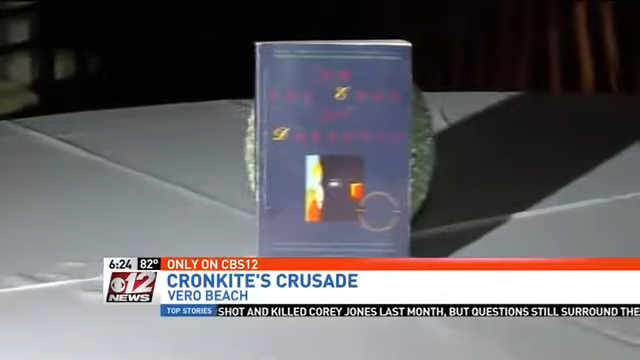 6:24 82° ONLY ON CBS12
12 NEWS
CRONKITE'S CRUSADE
VERO BEACH
TOP STORIES SHOT AND KILLED COREY JONES LAST MONTH, BUT QUESTIONS STILL SURROUND THE